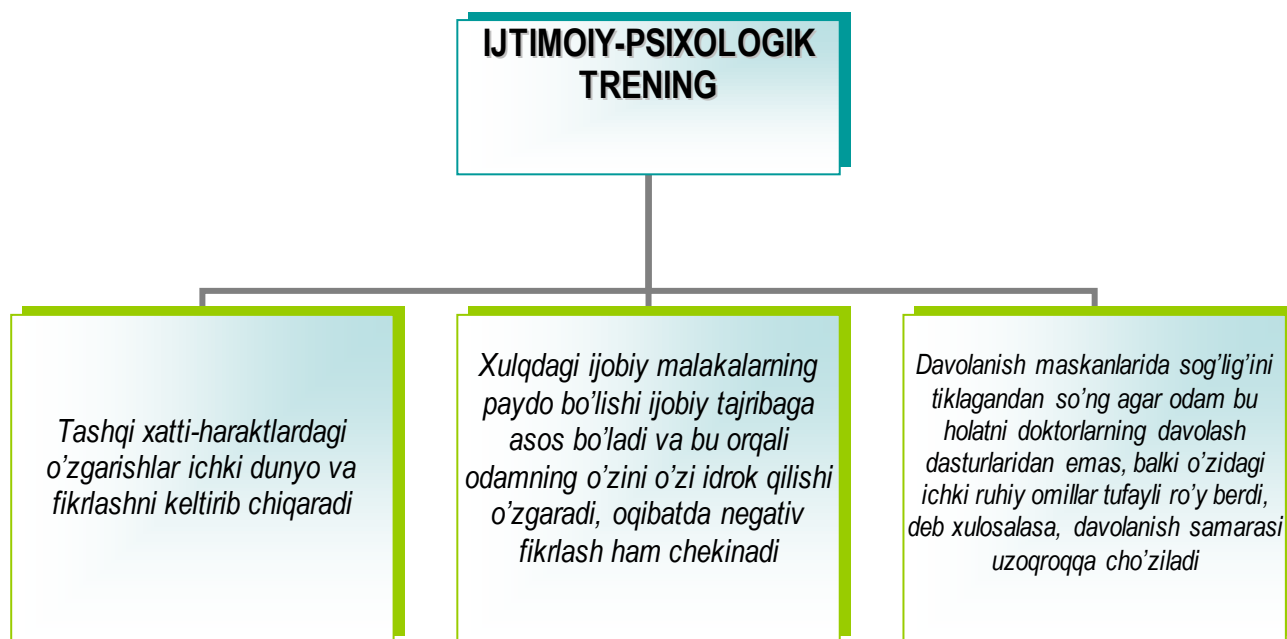 IJTIMOIY-PSIXOLOGIK
TRENING
Tashqi xatti-haraktlardagi
o’zgarishlar ichki dunyo va
fikrlashni keltirib chiqaradi
Xulqdagi ijobiy malakalarning
paydo bo’lishi ijobiy tajribaga
asos bo’ladi va bu orqali
odamning o’zini o’zi idrok qilishi
o’zgaradi, oqibatda negativ
fikrlash ham chekinadi
Davolanish maskanlarida sog’lig’ini
tiklagandan so’ng agar odam bu
holatni doktorlarning davolash
dasturlaridan emas, balki o’zidagi
ichki ruhiy omillar tufayli ro’y berdi,
deb xulosalasa, davolanish samarasi
uzoqroqqa cho’ziladi